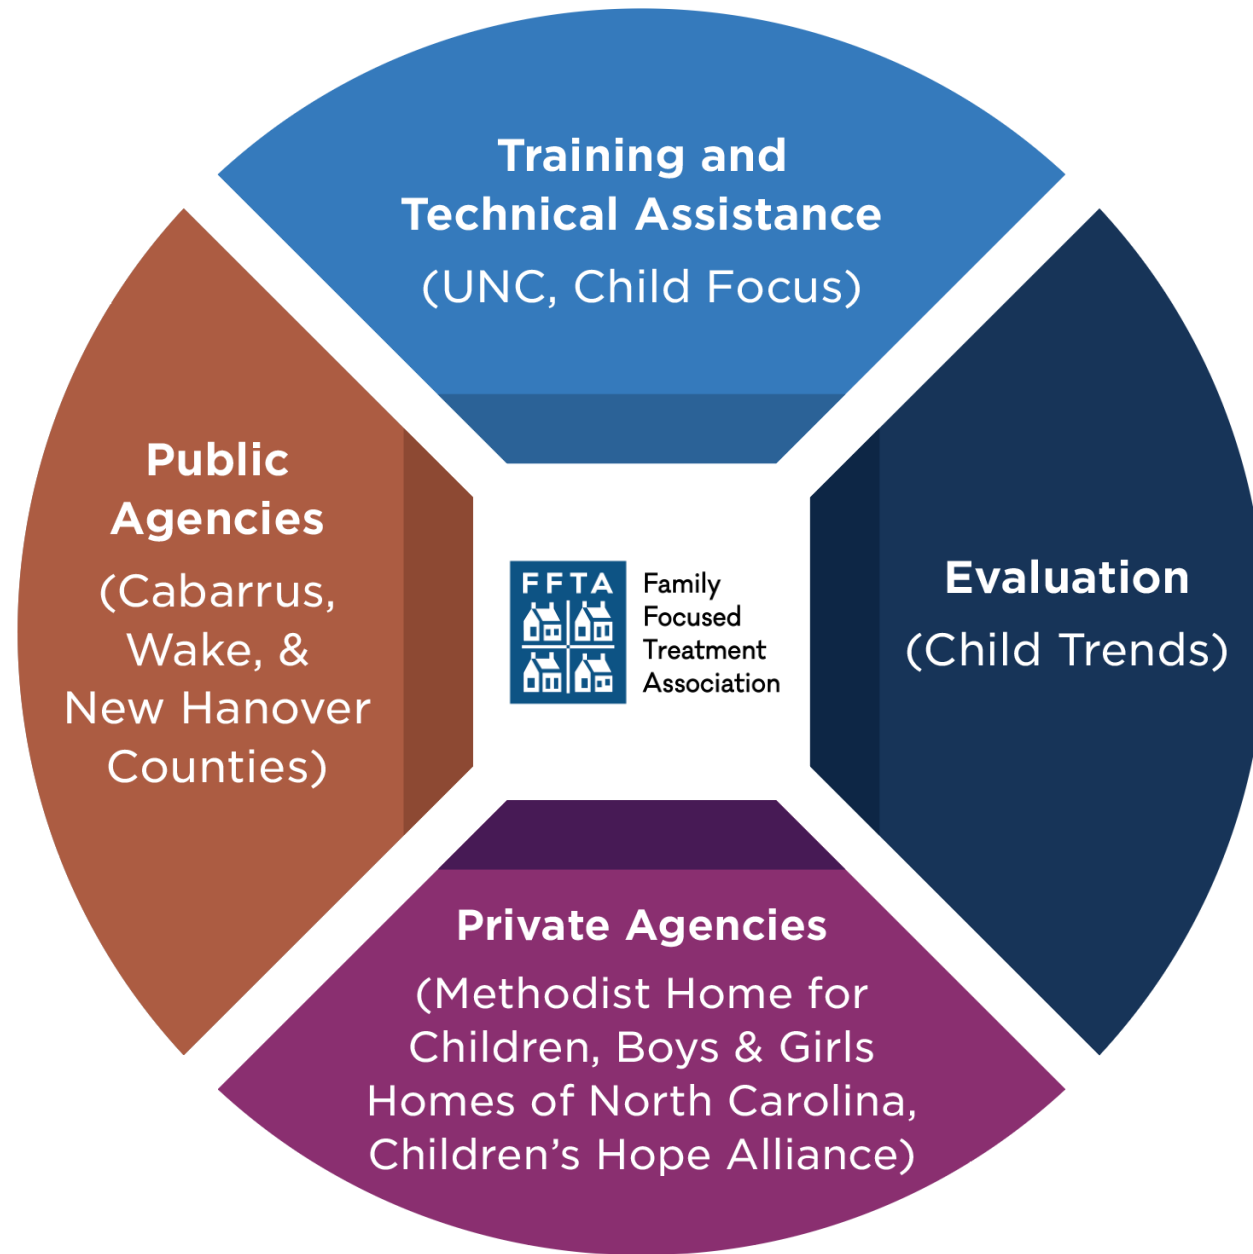 Training and
Technical Assistance
(UNC, Child Focus)
Public
Agencies
(Cabarrus,
Wake, &
New Hanover
Counties)
FFTA
Family
Focused
Treatment
Association
Evaluation
(Child Trends)
Private Agencies
(Methodist Home for
Children, Boys & Girls
Homes of North Carolina,
Children’s Hope Alliance)